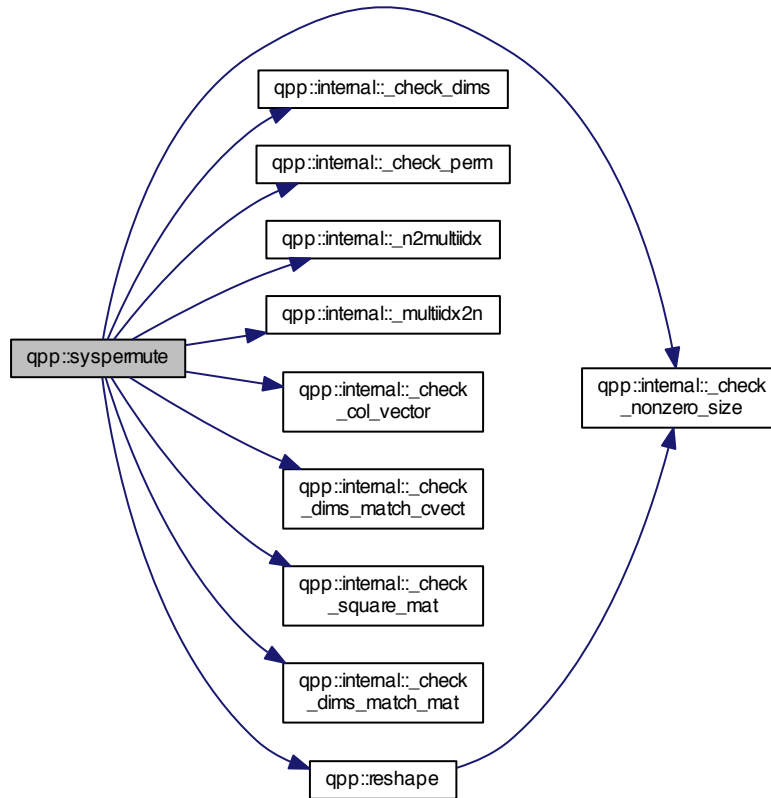 qpp::internal::_check_dims
qpp::internal::_check_perm
qpp::internal::_n2multiidx
qpp::internal::_multiidx2n
qpp::syspermute
qpp::internal::_check
_col_vector
qpp::internal::_check
_nonzero_size
qpp::internal::_check
_dims_match_cvect
qpp::internal::_check
_square_mat
qpp::internal::_check
_dims_match_mat
qpp::reshape